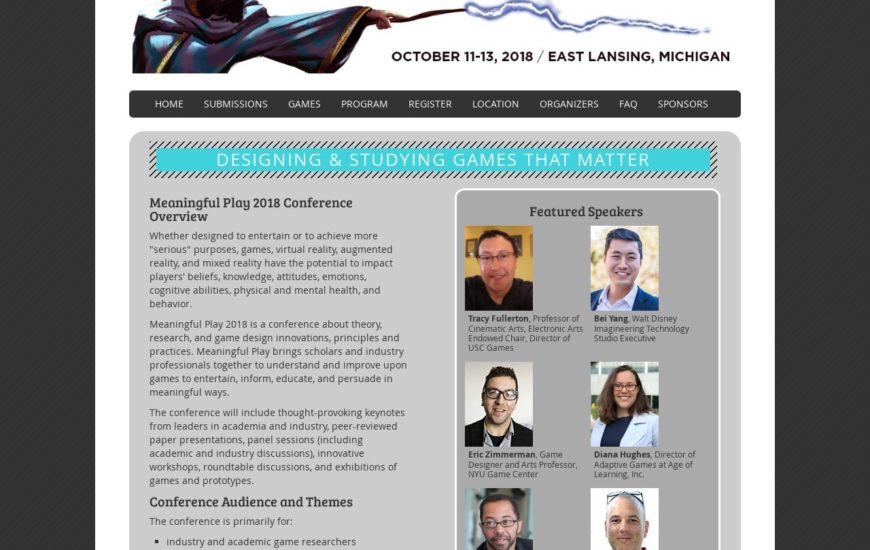 OCTOBER 11-13, 2018 / EAST LANSING, MICHIGAN
HOME SUBMISSIONS GAMES PROGRAM REGISTER LOCATION ORGANIZERS FAQ SPONSORS
DESIGNING & STUDYING GAMES THAT MATTER
Meaningful Play 2018 Conference
Overview
Whether designed to entertain or to achieve more
"serious" purposes, games, virtual reality, augmented
reality, and mixed reality have the potential to impact
players' beliefs, knowledge, attitudes, emotions,
cognitive abilities, physical and mental health, and
behavior.
Meaningful Play 2018 is a conference about theory,
research, and game design innovations, principles and
practices. Meaningful Play brings scholars and industry
professionals together to understand and improve upon
games to entertain, inform, educate, and persuade in
meaningful ways.
The conference will include thought-provoking keynotes
from leaders in academia and industry, peer-reviewed
paper presentations, panel sessions (including
academic and industry discussions), innovative
workshops, roundtable discussions, and exhibitions of
games and prototypes.
Conference Audience and Themes
The conference is primarily for:
industry and academic game researchers
Featured Speakers
Tracy Fullerton, Professor of
Cinematic Arts, Electronic Arts
Endowed Chair, Director of
USC Games
Bei Yang, Walt Disney
Imagineering Technology
Studio Executive
Eric Zimmerman, Game
Designer and Arts Professor,
NYU Game Center
Diana Hughes, Director of
Adaptive Games at Age of
Learning, Inc.